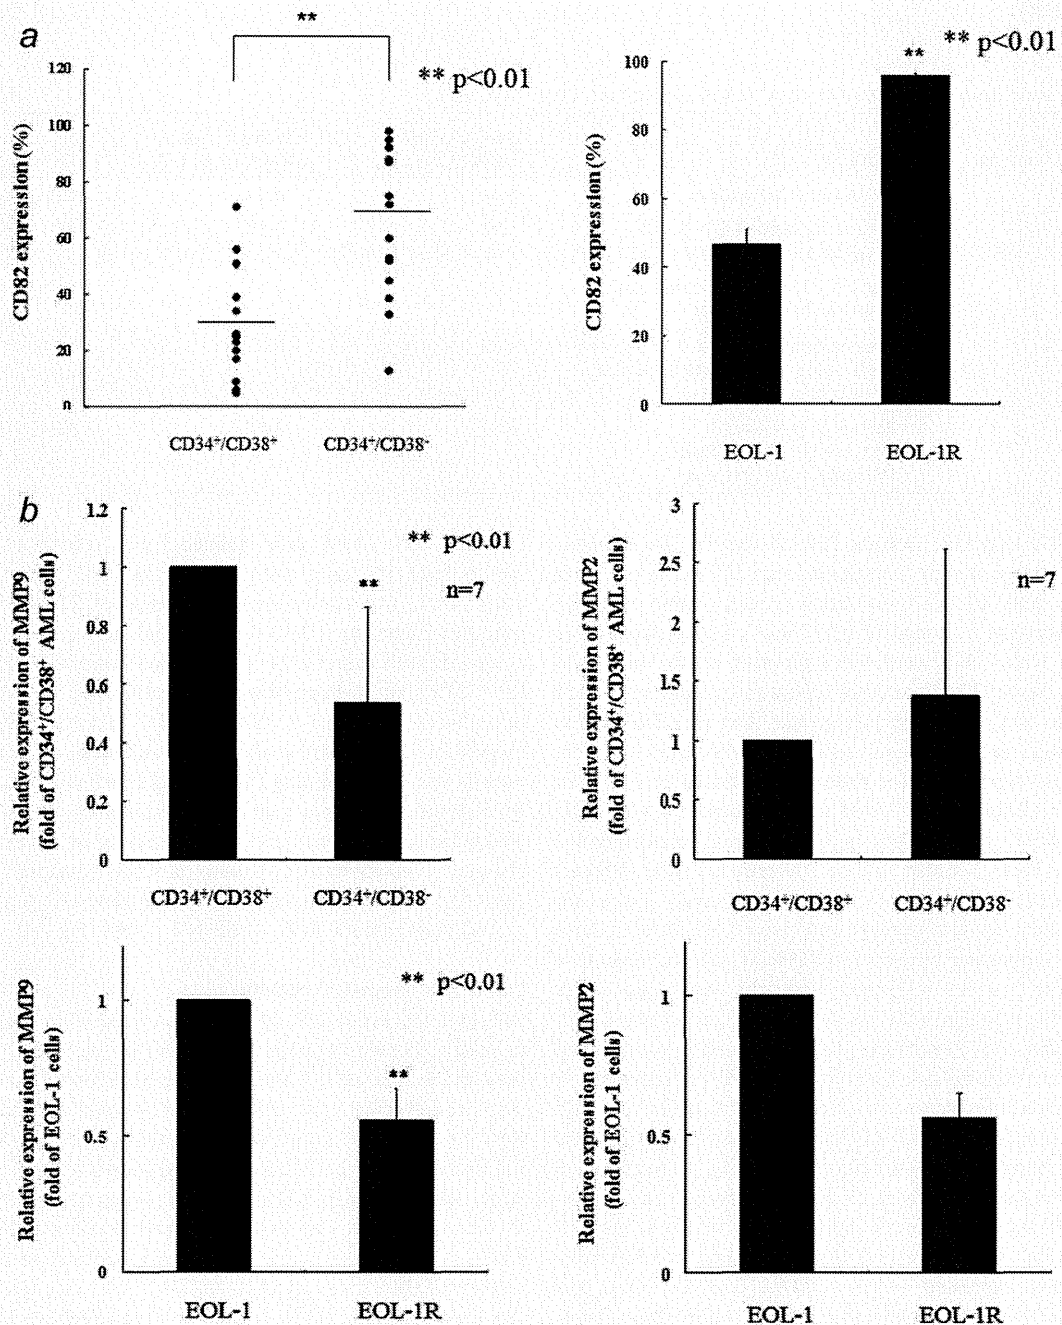 a
**
** p<0.01
CD82 expression (%)
120
100
80
60
40
20
0
CD34⁺/CD38⁺
CD34⁺/CD38⁻
** p<0.01
**
CD82 expression (%)
100
80
60
40
20
0
EOL-1
EOL-1R
b
Relative expression of MMP9
(fold of CD34⁺/CD38⁺ AML cells)
1.2
1
0.8
0.6
0.4
0.2
0
** p<0.01
**
n=7
CD34⁺/CD38⁺
CD34⁺/CD38⁻
Relative expression of MMP2
(fold of CD34⁺/CD38⁺ AML cells)
3
2.5
2
1.5
1
0.5
0
n=7
CD34⁺/CD38⁺
CD34⁺/CD38⁻
Relative expression of MMP9
(fold of EOL-1 cells)
1
0.5
0
** p<0.01
**
EOL-1
EOL-1R
Relative expression of MMP2
(fold of EOL-1 cells)
1
0.5
0
EOL-1
EOL-1R